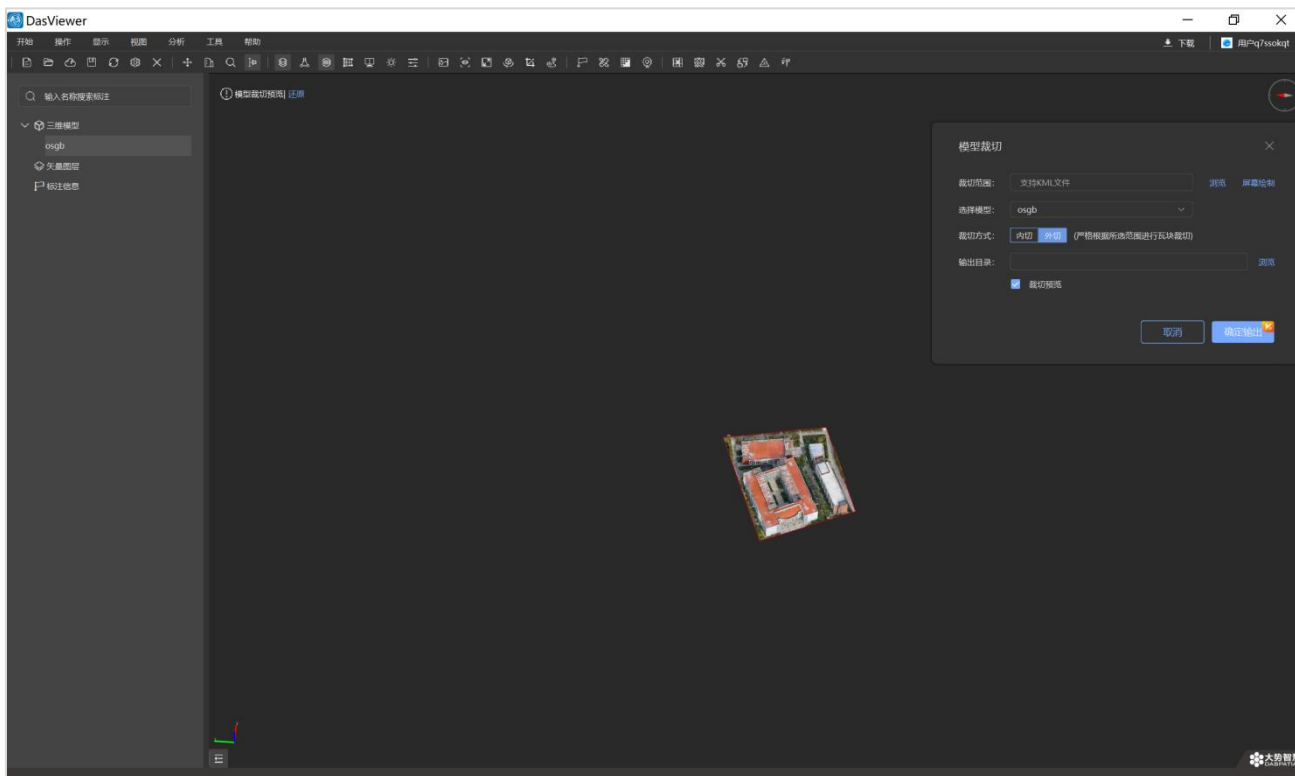 DasViewer
开始 操作 显示 视图 分析 工具 帮助 下载 用户q7ssokqt
输入名称搜索标注
三维模型
osgb
矢量图层
标注信息
模型裁切预览| 还原
模型裁切
裁切范围: 支持KML文件 浏览 屏幕绘制
选择模型: osgb
裁切方式: 内切 外切 (严格根据所选范围进行瓦块裁切)
输出目录: 浏览
裁切预览
取消 确定输出
大势智慧
DASPATIAL